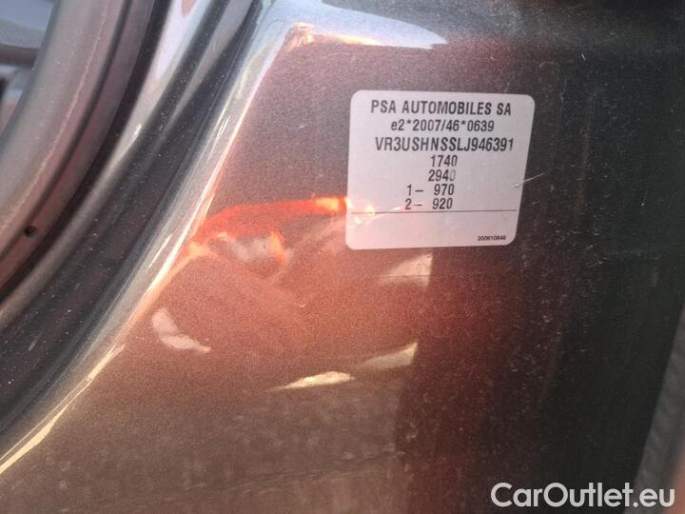 PSA AUTOMOBILES SA
e2*2007/46*0639
VR3USHNSSLJ946391
1740
2940
1- 970
2- 920
CarOutlet.eu